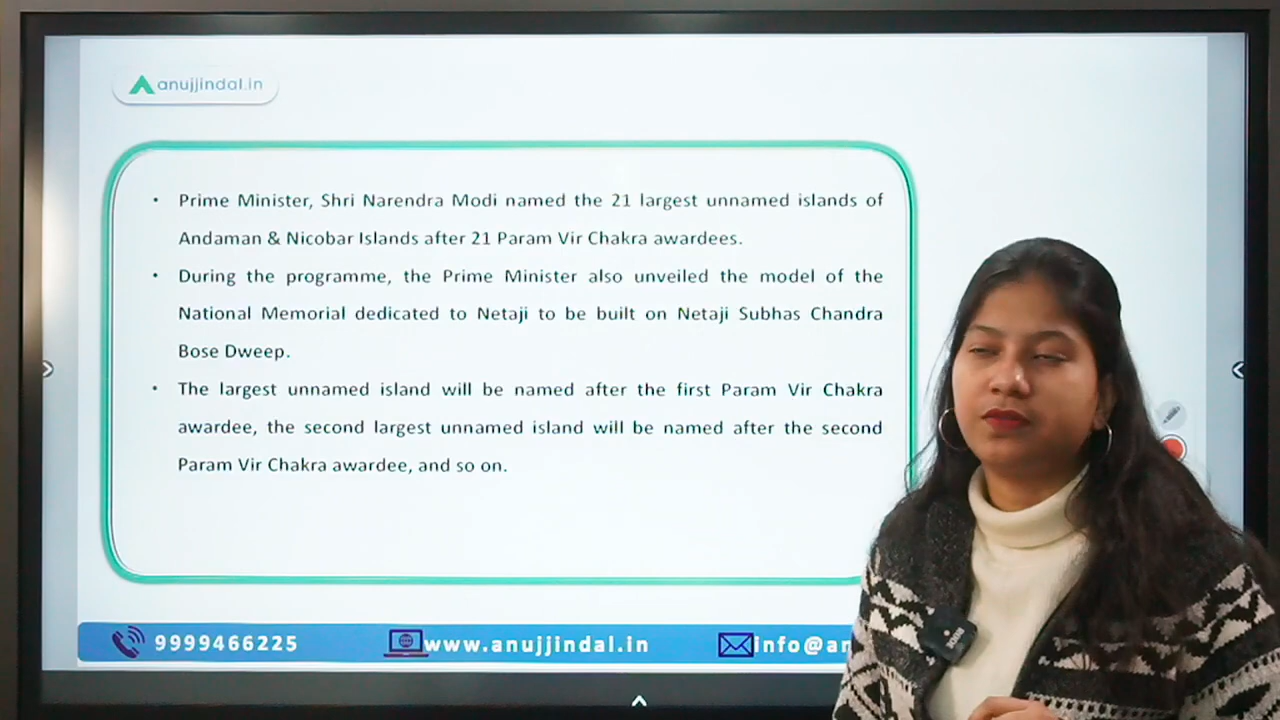 anujjindal.in
• Prime Minister, Shri Narendra Modi named the 21 largest unnamed islands of
Andaman & Nicobar Islands after 21 Param Vir Chakra awardees.
• During the programme, the Prime Minister also unveiled the model of the
National Memorial dedicated to Netaji to be built on Netaji Subhas Chandra
Bose Dweep.
• The largest unnamed island will be named after the first Param Vir Chakra
awardee, the second largest unnamed island will be named after the second
Param Vir Chakra awardee, and so on.
9999466225 www.anujjindal.in info@an